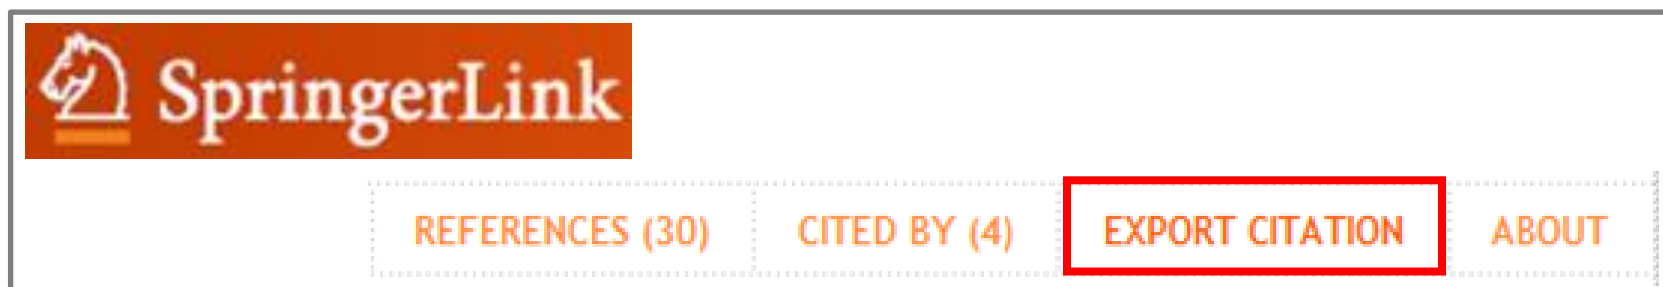 SpringerLink
REFERENCES (30) CITED BY (4) EXPORT CITATION ABOUT